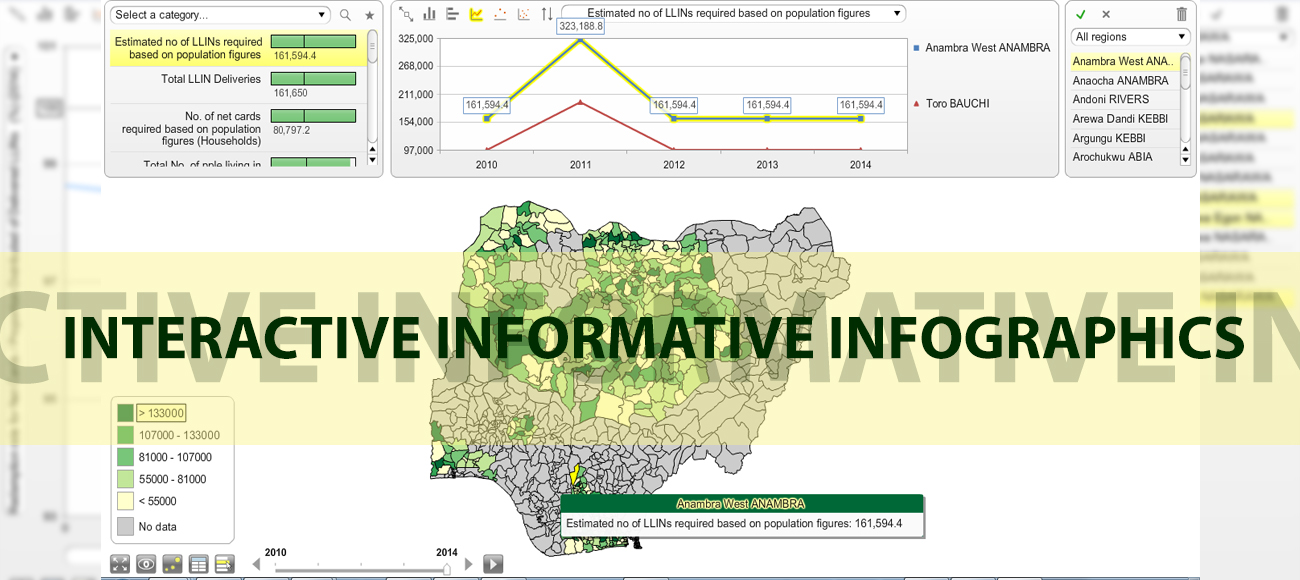 Select a category...
Estimated no of LLINs required
based on population figures
161,594.4
Total LLIN Deliveries
161,650
No. of net cards
required based on population
figures (Households)
80,797.2
Total No. of pple living in
Estimated no of LLINs required based on population figures
323,188.8
325,000
268,000
211,000
154,000
97,000
161,594.4
161,594.4
161,594.4
161,594.4
2010
2011
2012
2013
2014
Anambra West ANAMBRA
Toro BAUCHI
All regions
Anambra West ANA..
Anaocha ANAMBRA
Andoni RIVERS
Arewa Dandi KEBBI
Argungu KEBBI
Arochukwu ABIA
CTIVE INFORMATIVE IN
INTERACTIVE INFORMATIVE INFOGRAPHICS
> 133000
107000 - 133000
81000 - 107000
55000 - 81000
< 55000
No data
Anambra West ANAMBRA
Estimated no of LLINs required based on population figures: 161,594.4
2010
2014